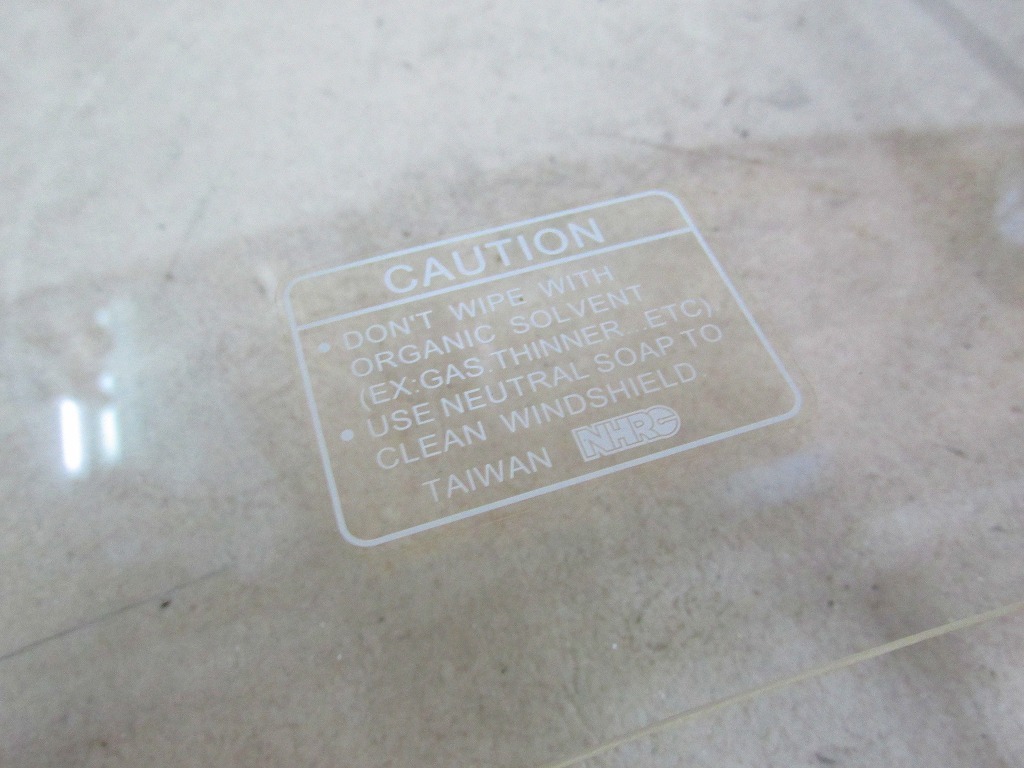 CAUTION
• DON'T WIPE WITH
ORGANIC SOLVENT
(EX:GAS.THINNER...ETC).
• USE NEUTRAL SOAP TO
CLEAN WINDSHIELD.
TAIWAN NHRC